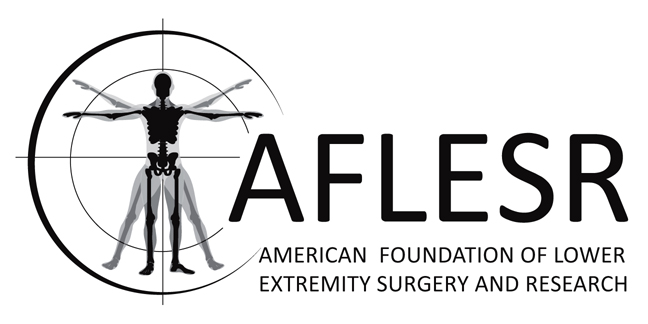 AFLESR
AMERICAN FOUNDATION OF LOWER
EXTREMITY SURGERY AND RESEARCH